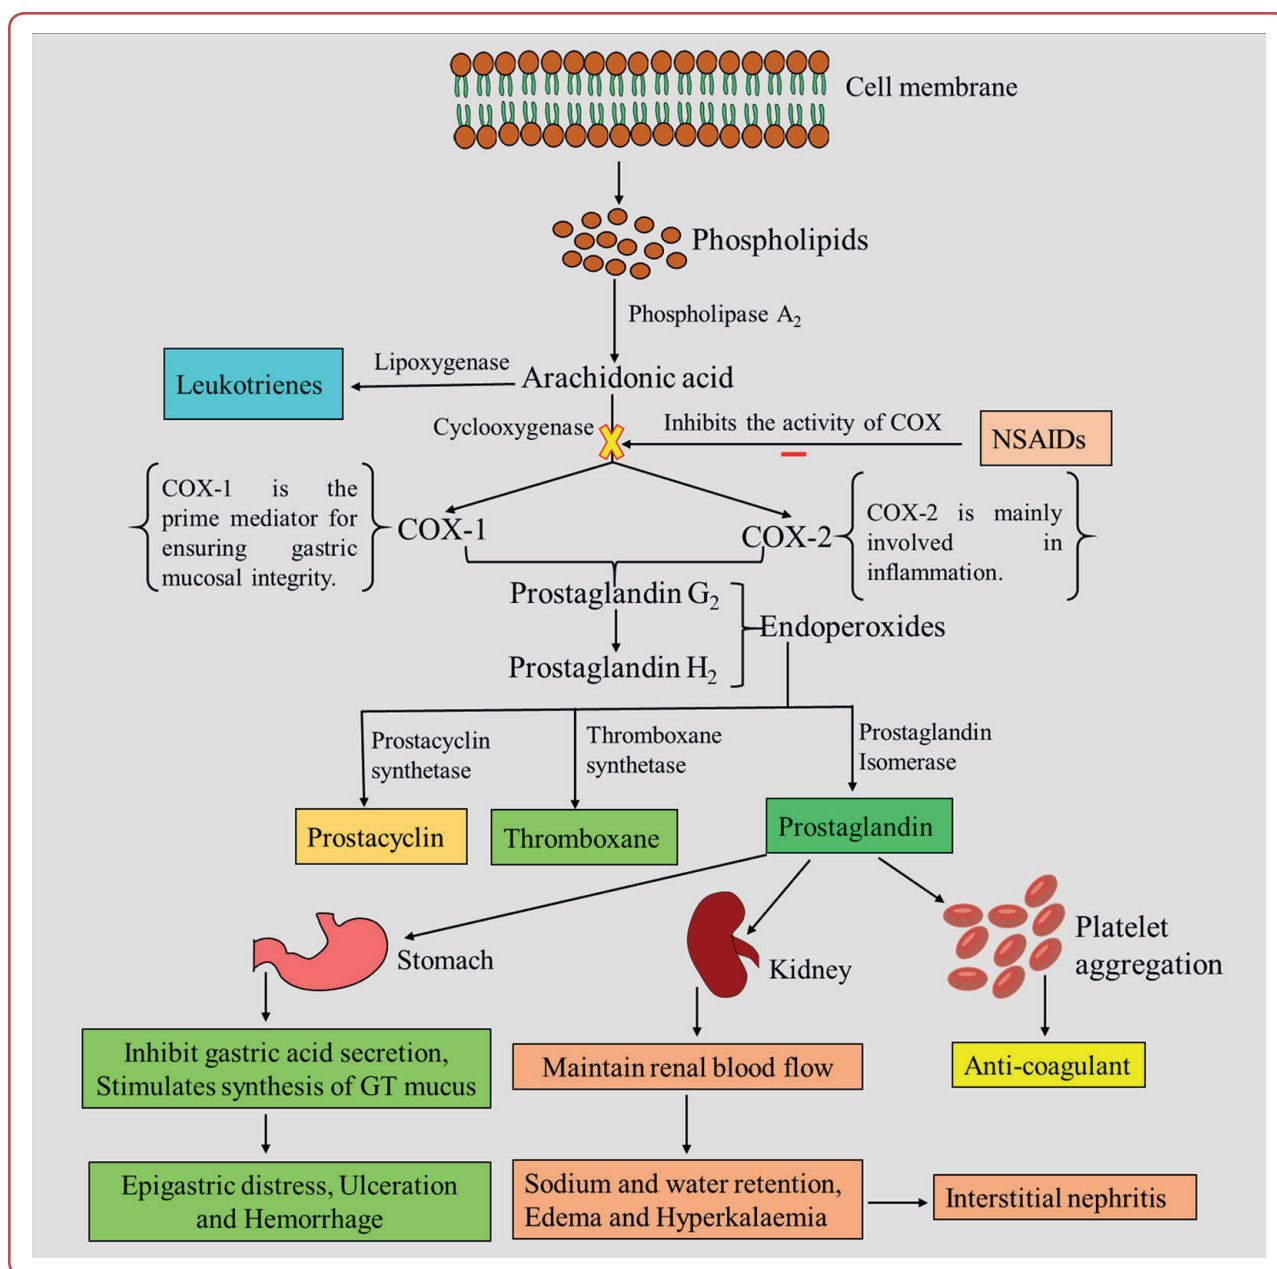 Cell membrane
Phospholipids
Phospholipase A₂
Lipoxygenase
Leukotrienes
Arachidonic acid
Cyclooxygenase
Inhibits the activity of COX
NSAIDs
COX-1 is the
prime mediator for
ensuring gastric
mucosal integrity.
COX-1
COX-2
COX-2 is mainly
involved in
inflammation.
Prostaglandin G₂
Endoperoxides
Prostaglandin H₂
Prostacyclin
synthetase
Thromboxane
synthetase
Prostaglandin
Isomerase
Prostacyclin
Thromboxane
Prostaglandin
Stomach
Kidney
Platelet
aggregation
Inhibit gastric acid secretion,
Stimulates synthesis of GT mucus
Maintain renal blood flow
Anti-coagulant
Epigastric distress, Ulceration
and Hemorrhage
Sodium and water retention,
Edema and Hyperkalaemia
Interstitial nephritis